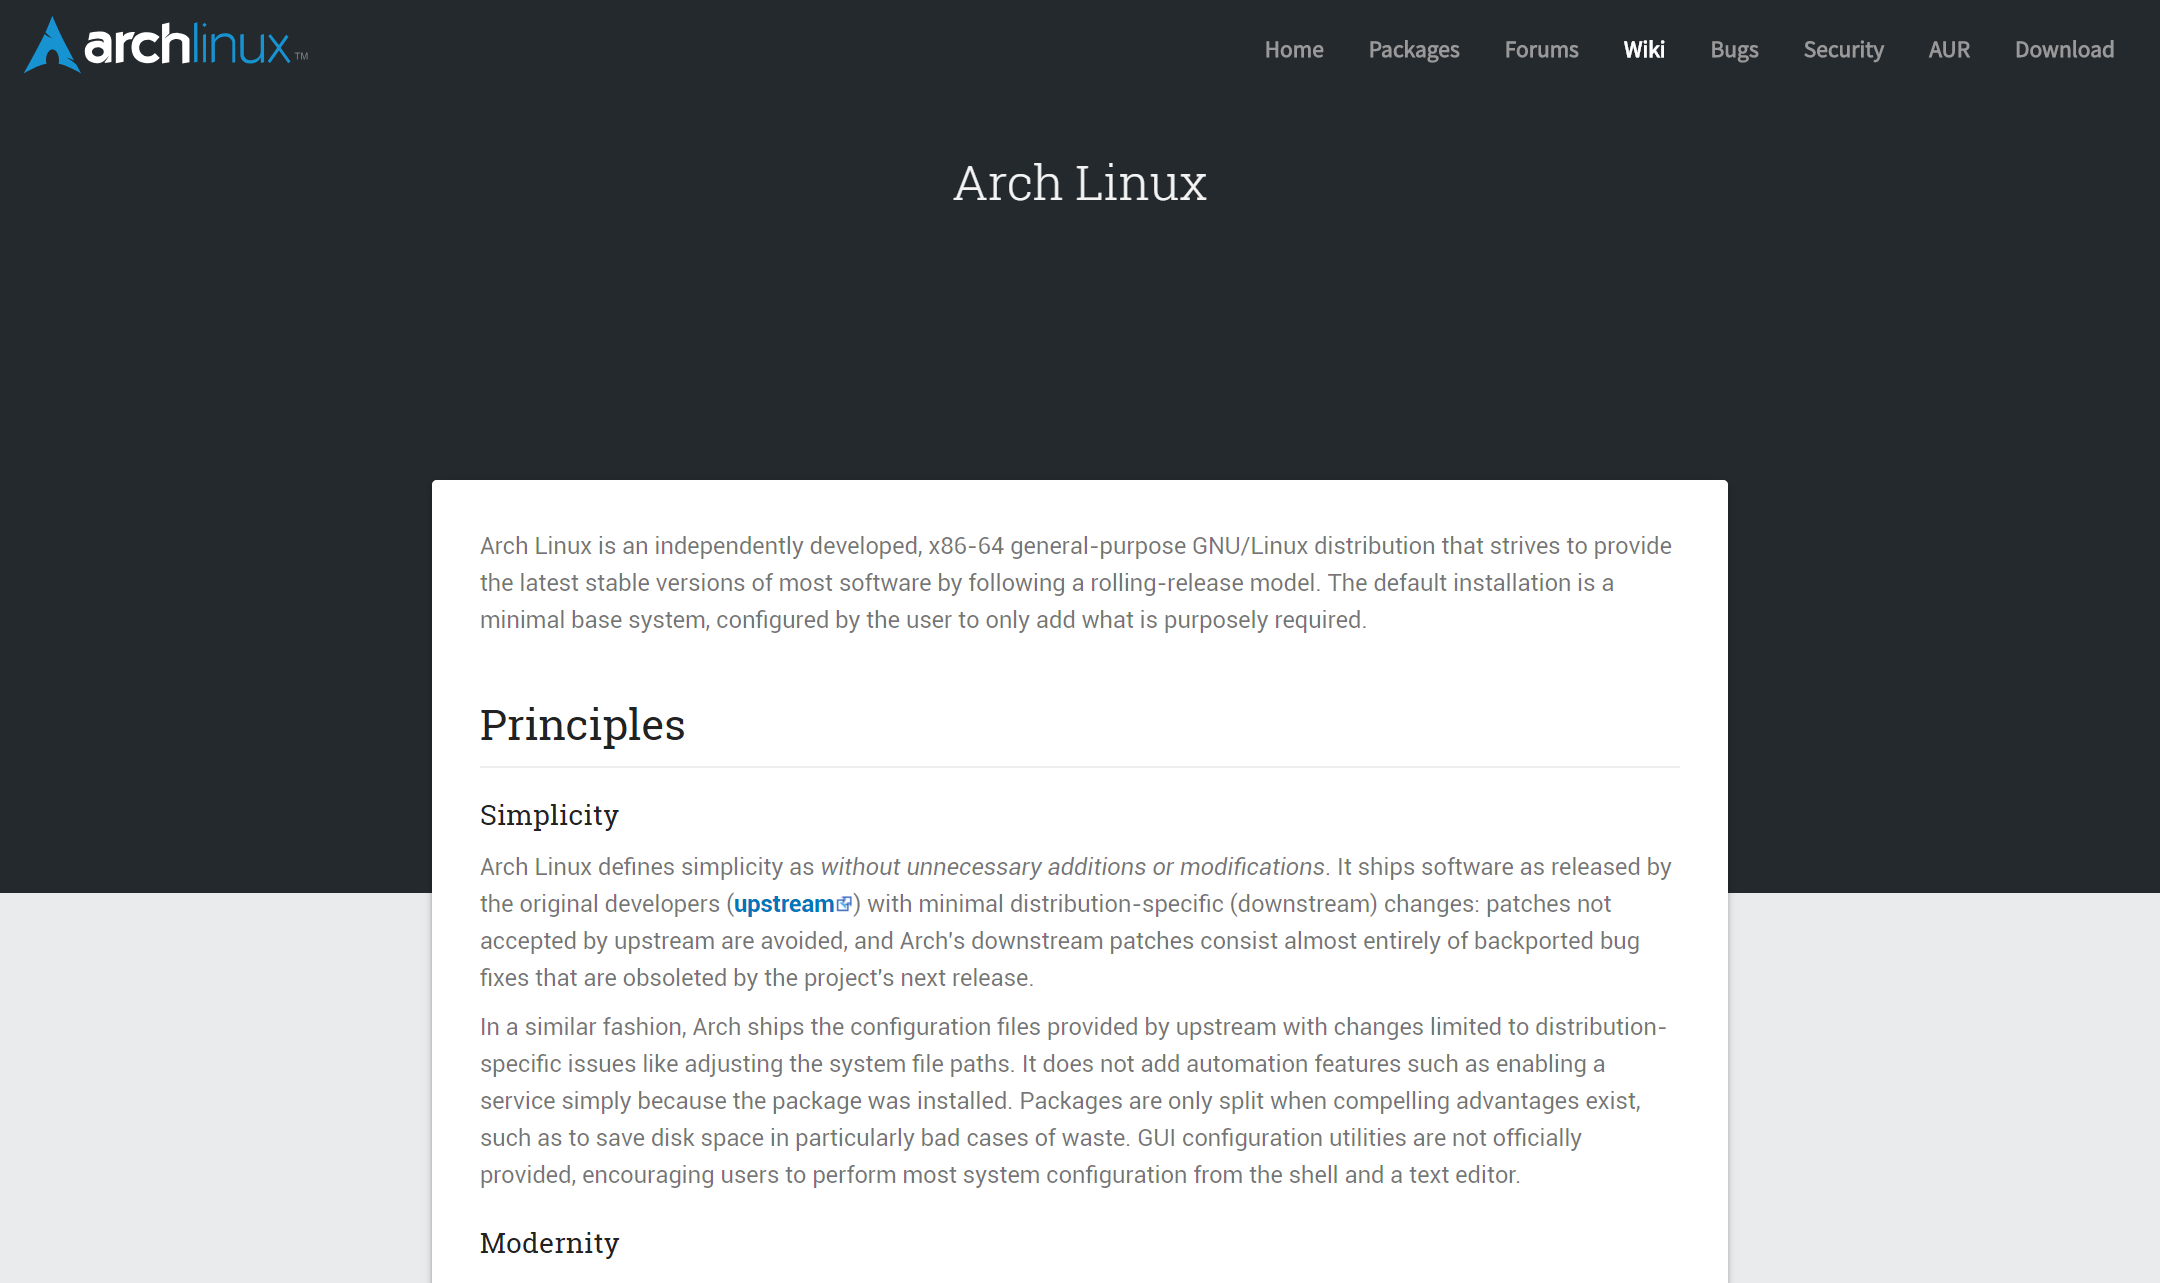 archlinux™
Home Packages Forums Wiki Bugs Security AUR Download
Arch Linux
Arch Linux is an independently developed, x86-64 general-purpose GNU/Linux distribution that strives to provide
the latest stable versions of most software by following a rolling-release model. The default installation is a
minimal base system, configured by the user to only add what is purposely required.
Principles
Simplicity
Arch Linux defines simplicity as without unnecessary additions or modifications. It ships software as released by
the original developers (upstream) with minimal distribution-specific (downstream) changes: patches not
accepted by upstream are avoided, and Arch's downstream patches consist almost entirely of backported bug
fixes that are obsoleted by the project's next release.
In a similar fashion, Arch ships the configuration files provided by upstream with changes limited to distribution-
specific issues like adjusting the system file paths. It does not add automation features such as enabling a
service simply because the package was installed. Packages are only split when compelling advantages exist,
such as to save disk space in particularly bad cases of waste. GUI configuration utilities are not officially
provided, encouraging users to perform most system configuration from the shell and a text editor.
Modernity